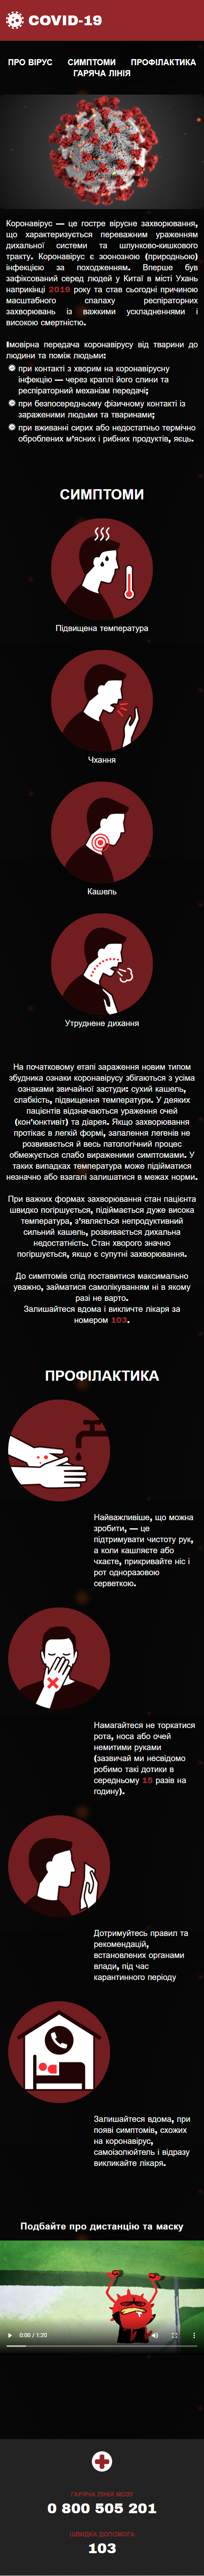 COVID-19
ПРО ВІРУС СИМПТОМИ ПРОФІЛАКТИКА
ГАРЯЧА ЛІНІЯ
Коронавірус — це гостре вірусне захворювання,
що характеризується переважним ураженням
дихальної системи та шлунково-кишкового
тракту. Коронавірус є зоонозною (природньою)
інфекцією за походженням. Вперше був
зафіксований серед людей у Китаї в місті Ухань
наприкінці 2019 року та став сьогодні причиною
масштабного спалаху респіраторних
захворювань із важкими ускладненнями і
високою смертністю.
Імовірна передача коронавірусу від тварини до
людини та поміж людьми:
при контакті з хворим на коронавірусну
інфекцію — через краплі його слини та
респіраторний механізм передачі;
при безпосередньому фізичному контакті із
зараженими людьми та тваринами;
при вживанні сирих або недостатньо термічно
оброблених м'ясних і рибних продуктів, яєць.
СИМПТОМИ
Підвищена температура
Чхання
Кашель
Утруднене дихання
На початковому етапі зараження новим типом
збудника ознаки коронавірусу збігаються з усіма
ознаками звичайної застуди: сухий кашель,
слабкість, підвищення температури. У деяких
пацієнтів відзначаються ураження очей
(кон'юнктивіт) та діарея. Якщо захворювання
протікає в легкій формі, запалення легенів не
розвивається й весь патологічний процес
обмежується слабо вираженими симптомами. У
таких випадках температура може підійматися
незначно або взагалі залишатися в межах норми.
При важких формах захворювання стан пацієнта
швидко погіршується, підіймається дуже висока
температура, з'являється непродуктивний
сильний кашель, розвивається дихальна
недостатність. Стан хворого значно
погіршується, якщо є супутні захворювання.
До симптомів слід поставитися максимально
уважно, займатися самолікуванням ні в якому
разі не варто.
Залишайтеся вдома і викличте лікаря за
номером 103.
ПРОФІЛАКТИКА
Найважливіше, що можна
зробити, — це
підтримувати чистоту рук,
а коли кашляєте або
чхаєте, прикривайте ніс і
рот одноразовою
серветкою.
Намагайтеся не торкатися
рота, носа або очей
немитими руками
(зазвичай ми несвідомо
робимо такі дотики в
середньому 15 разів на
годину).
Дотримуйтесь правил та
рекомендацій,
встановлених органами
влади, під час
карантинного періоду
Залишайтеся вдома, при
появі симптомів, схожих
на коронавірус,
самоізолюйтель і відразу
викликайте лікаря.
Подбайте про дистанцію та маску
0:00 / 1:20
ГАРЯЧА ЛІНІЯ МОЗУ
0 800 505 201
ШВИДКА ДОПОМОГА
103